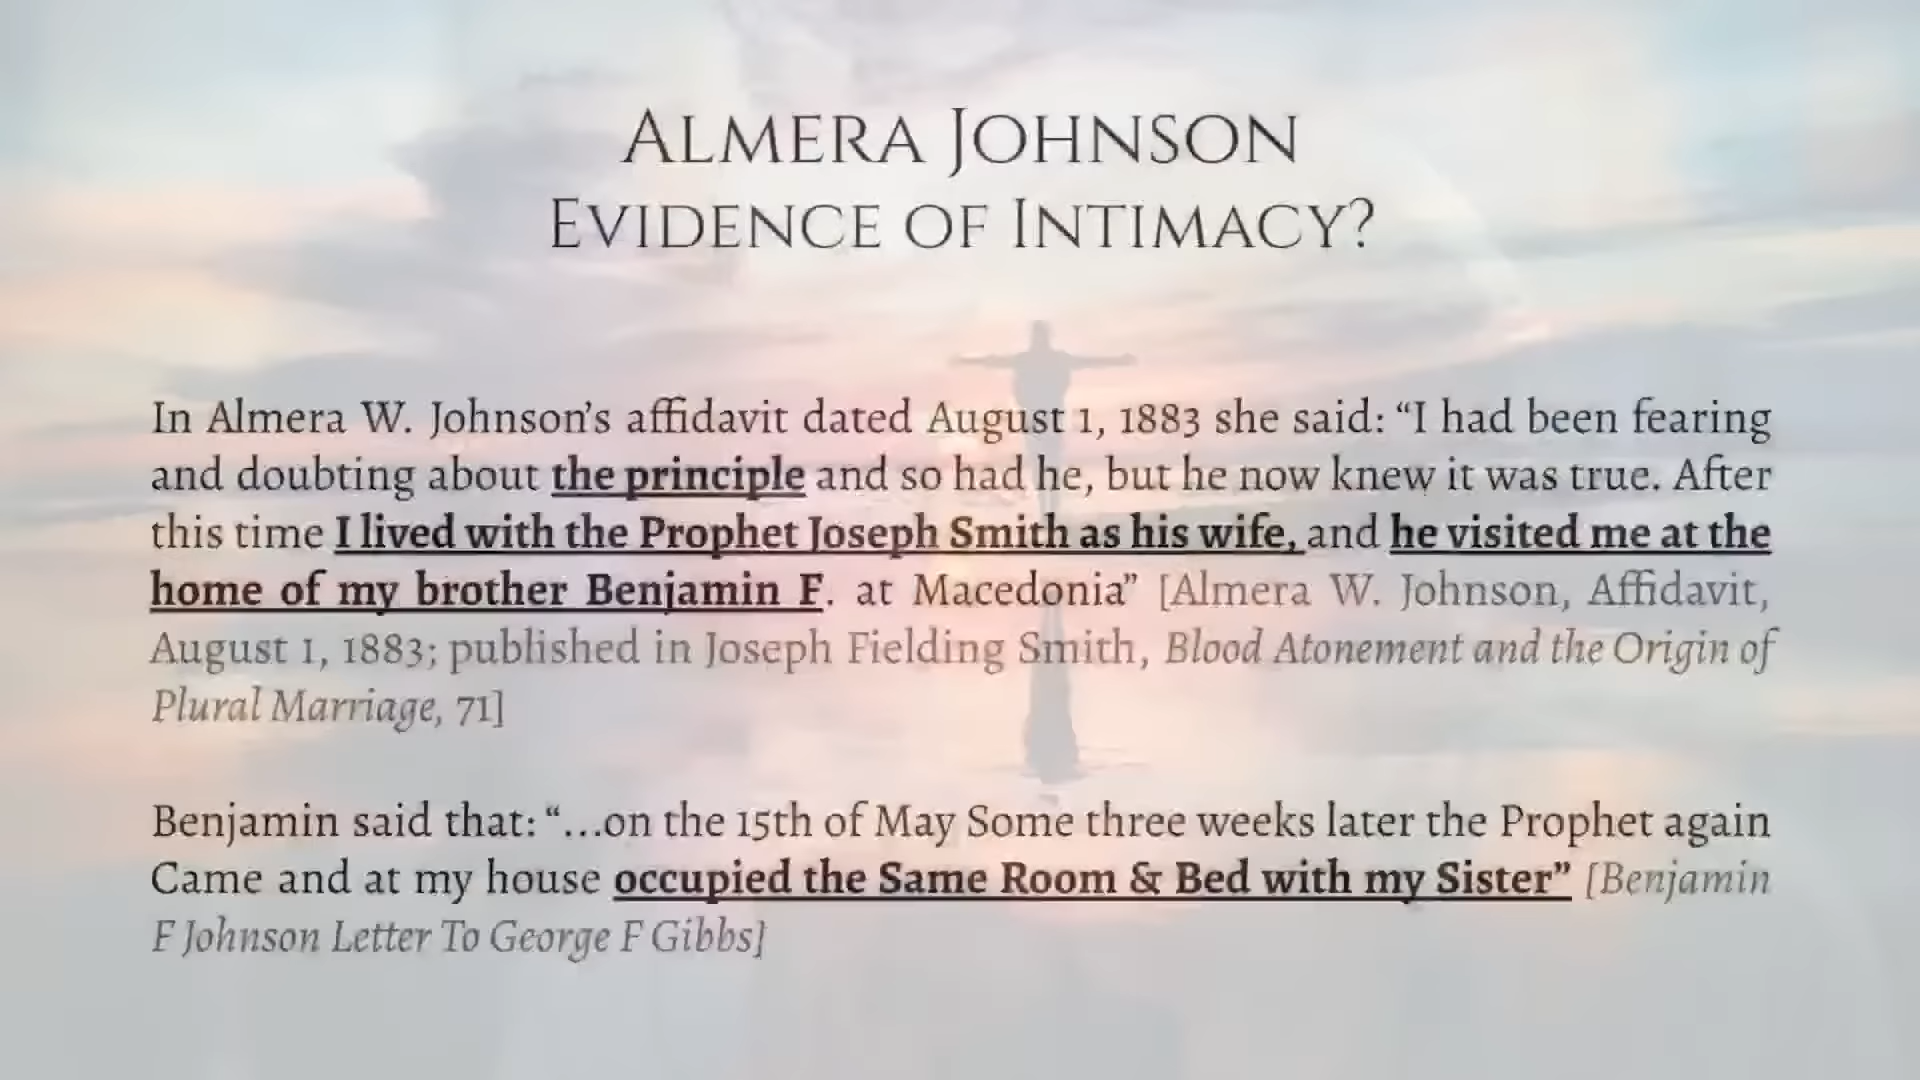 ALMERA JOHNSON
EVIDENCE OF INTIMACY?
In Almera W. Johnson's affidavit dated August 1, 1883 she said: “I had been fearing
and doubting about the principle and so had he, but he now knew it was true. After
this time I lived with the Prophet Joseph Smith as his wife, and he visited me at the
home of my brother Benjamin F. at Macedonia” [Almera W. Johnson, Affidavit,
August 1, 1883; published in Joseph Fielding Smith, Blood Atonement and the Origin of
Plural Marriage, 71]
Benjamin said that: “...on the 15th of May Some three weeks later the Prophet again
Came and at my house occupied the Same Room & Bed with my Sister” [Benjamin
F Johnson Letter To George F Gibbs]